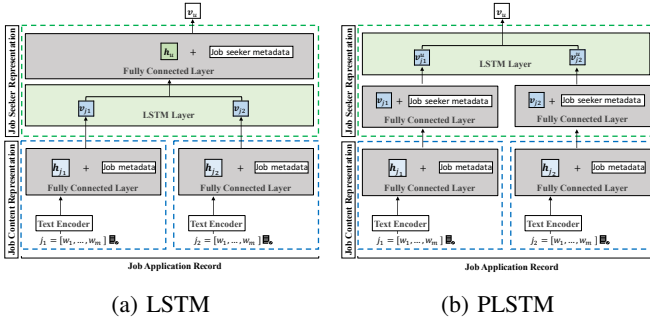 v_u
h_u + Job seeker metadata
Fully Connected Layer
v_j1 v_j2
LSTM Layer
Job Seeker Representation
h_j1 + Job metadata
Fully Connected Layer
Text Encoder
j_1 = [w_1, ..., w_m ]
h_j2 + Job metadata
Fully Connected Layer
Text Encoder
j_2 = [w_1, ..., w_m ]
Job Content Representation
Job Application Record
(a) LSTM
v_u
v_j1^u v_j2^u
LSTM Layer
v_j1 + Job seeker metadata
Fully Connected Layer
v_j2 + Job seeker metadata
Fully Connected Layer
Job Seeker Representation
h_j1 + Job metadata
Fully Connected Layer
Text Encoder
j_1 = [w_1, ..., w_m ]
h_j2 + Job metadata
Fully Connected Layer
Text Encoder
j_2 = [w_1, ..., w_m ]
Job Content Representation
Job Application Record
(b) PLSTM